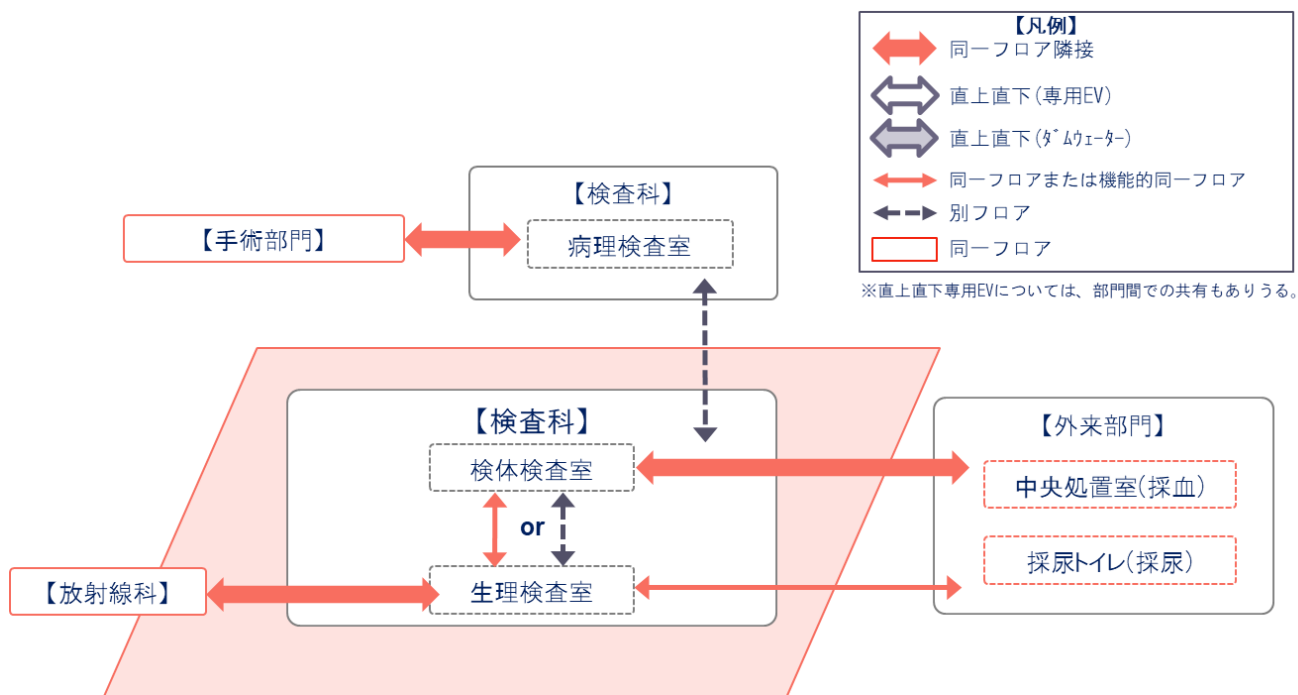 【凡例】
同一フロア隣接
直上直下(専用EV)
直上直下(ﾀﾞﾑｳｪｰﾀｰ)
同一フロアまたは機能的同一フロア
別フロア
同一フロア
※直上直下専用EVについては、部門間での共有もありうる。
【検査科】
【手術部門】
病理検査室
【検査科】
【外来部門】
検体検査室
中央処置室(採血)
or
採尿トイレ(採尿)
【放射線科】
生理検査室